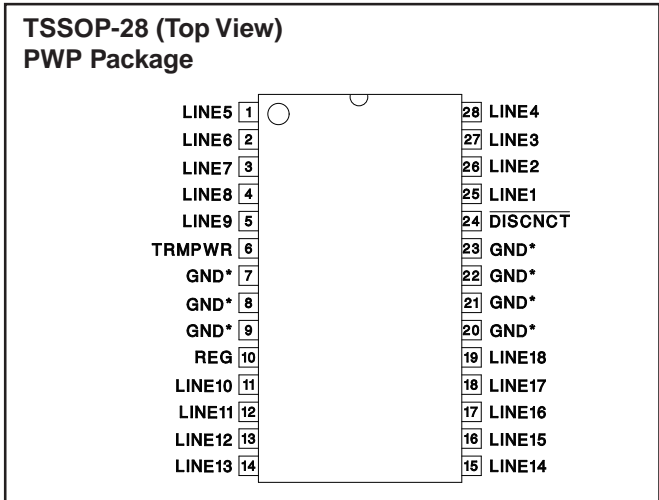 TSSOP-28 (Top View)
PWP Package
LINE5 1 28 LINE4
LINE6 2 27 LINE3
LINE7 3 26 LINE2
LINE8 4 25 LINE1
LINE9 5 24 DISCNCT
TRMPWR 6 23 GND*
GND* 7 22 GND*
GND* 8 21 GND*
GND* 9 20 GND*
REG 10 19 LINE18
LINE10 11 18 LINE17
LINE11 12 17 LINE16
LINE12 13 16 LINE15
LINE13 14 15 LINE14